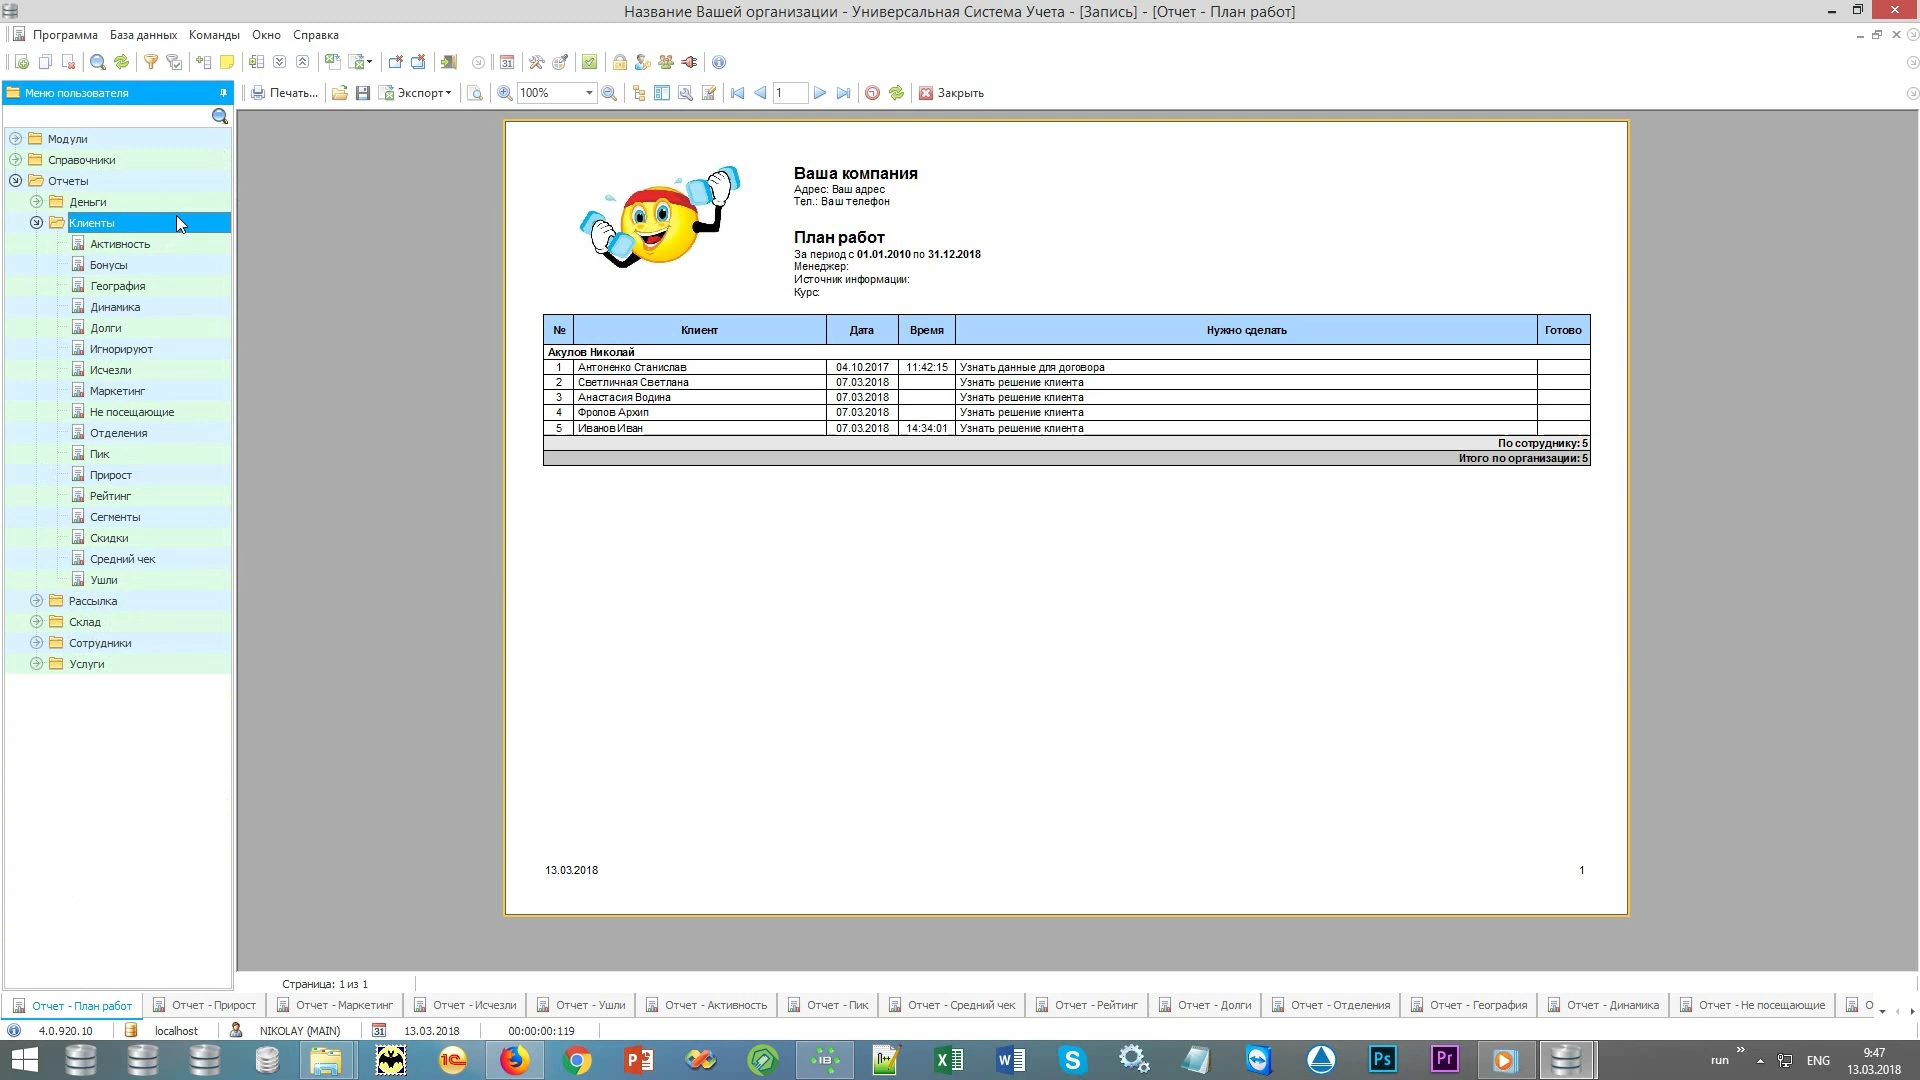 Название Вашей организации - Универсальная Система Учета - [Запись] - [Отчет - План работ]
Программа База данных Команды Окно Справка
Меню пользователя
Печать... Экспорт 100% 1 Закрыть
Модули
Справочники
Отчеты
Деньги
Клиенты
Активность
Бонусы
География
Динамика
Долги
Игнорируют
Исчезли
Маркетинг
Не посещающие
Отделения
Пик
Прирост
Рейтинг
Сегменты
Скидки
Средний чек
Ушли
Рассылка
Склад
Сотрудники
Услуги
Ваша компания
Адрес: Ваш адрес
Тел.: Ваш телефон
План работ
За период с 01.01.2010 по 31.12.2018
Менеджер:
Источник информации:
Курс:
№ Клиент Дата Время Нужно сделать Готово
Акулов Николай
1 Антоненко Станислав 04.10.2017 11:42:15 Узнать данные для договора
2 Светличная Светлана 07.03.2018 Узнать решение клиента
3 Анастасия Водина 07.03.2018 Узнать решение клиента
4 Фролов Архип 07.03.2018 Узнать решение клиента
5 Иванов Иван 07.03.2018 14:34:01 Узнать решение клиента
По сотруднику: 5
Итого по организации: 5
13.03.2018 1
Страница: 1 из 1
Отчет - План работ Отчет - Прирост Отчет - Маркетинг Отчет - Исчезли Отчет - Ушли Отчет - Активность Отчет - Пик Отчет - Средний чек Отчет - Рейтинг Отчет - Долги Отчет - Отделения Отчет - География Отчет - Динамика Отчет - Не посещающие О
4.0.920.10 localhost NIKOLAY (MAIN) 31 13.03.2018 00:00:00:119
run ENG 9:47
13.03.2018